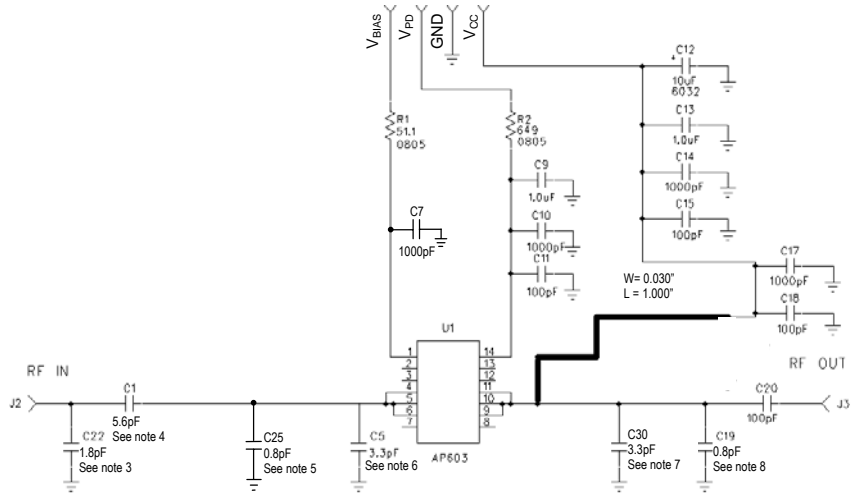 VBIAS
VPD
GND
VCC
C12
10uF
6032
C13
1.0uF
C14
1000pF
C15
100pF
R1
51.1
0805
R2
649
0805
C9
1.0uF
C7
1000pF
C10
1000pF
C11
100pF
C17
1000pF
C18
100pF
W= 0.030"
L = 1.000"
U1
1
2
3
4
5
6
7
14
13
12
11
10
9
8
AP603
RF IN
J2
C1
5.6pF
See note 4
C22
1.8pF
See note 3
C25
0.8pF
See note 5
C5
3.3pF
See note 6
C30
3.3pF
See note 7
C19
0.8pF
See note 8
C20
100pF
RF OUT
J3